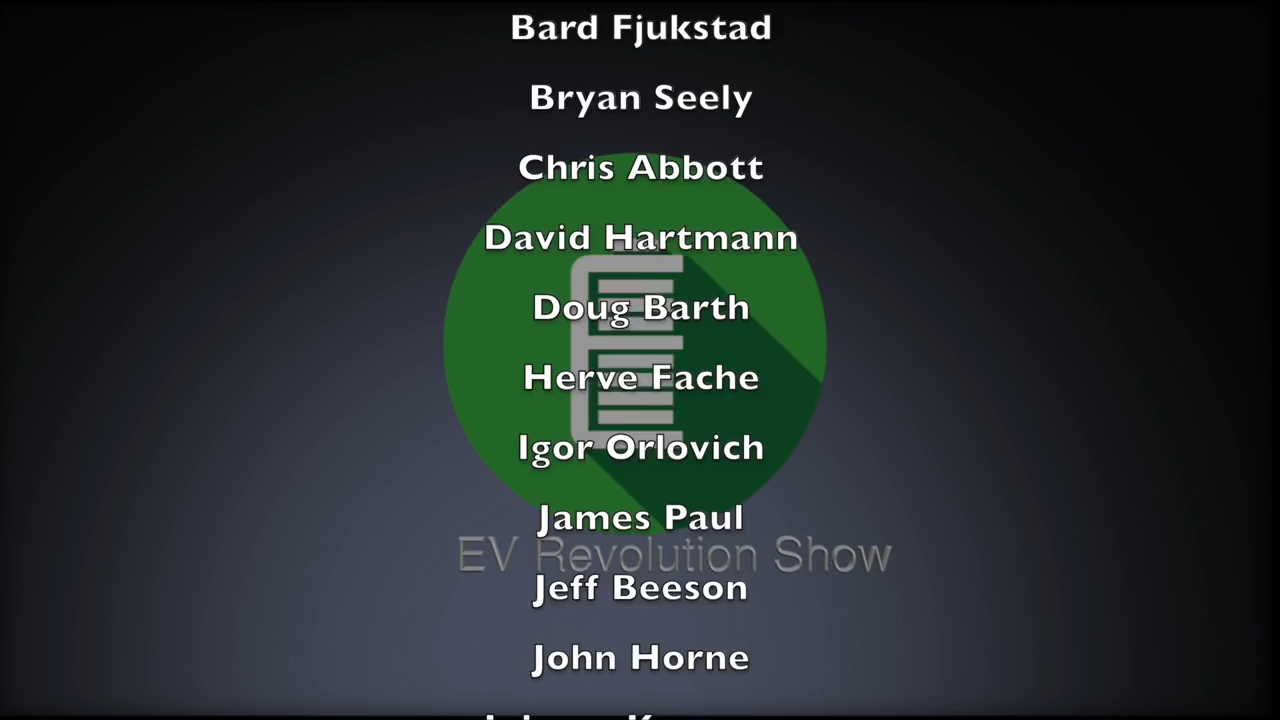 Bard Fjukstad
Bryan Seely
Chris Abbott
David Hartmann
Doug Barth
Herve Fache
Igor Orlovich
James Paul
EV Revolution Show
Jeff Beeson
John Horne